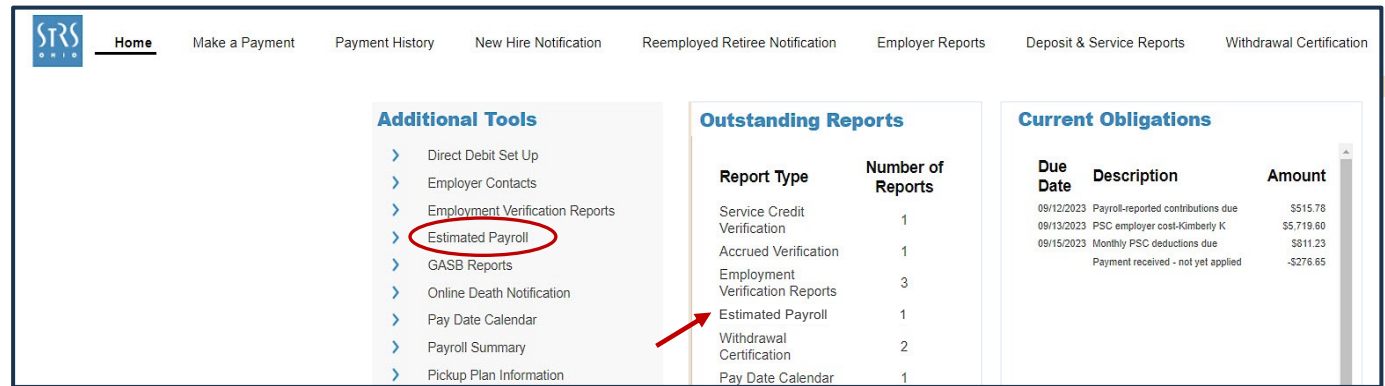 STRS
OHIO
Home Make a Payment Payment History New Hire Notification Reemployed Retiree Notification Employer Reports Deposit & Service Reports Withdrawal Certification
Additional Tools
Direct Debit Set Up
Employer Contacts
Employment Verification Reports
Estimated Payroll
GASB Reports
Online Death Notification
Pay Date Calendar
Payroll Summary
Pickup Plan Information
Outstanding Reports
Report Type Number of
Reports
Service Credit
Verification 1
Accrued Verification 1
Employment
Verification Reports 3
Estimated Payroll 1
Withdrawal
Certification 2
Pay Date Calendar 1
Current Obligations
Due
Date Description Amount
09/12/2023 Payroll-reported contributions due $515.78
09/13/2023 PSC employer cost-Kimberly K $5,719.60
09/15/2023 Monthly PSC deductions due $811.23
Payment received - not yet applied -$276.65